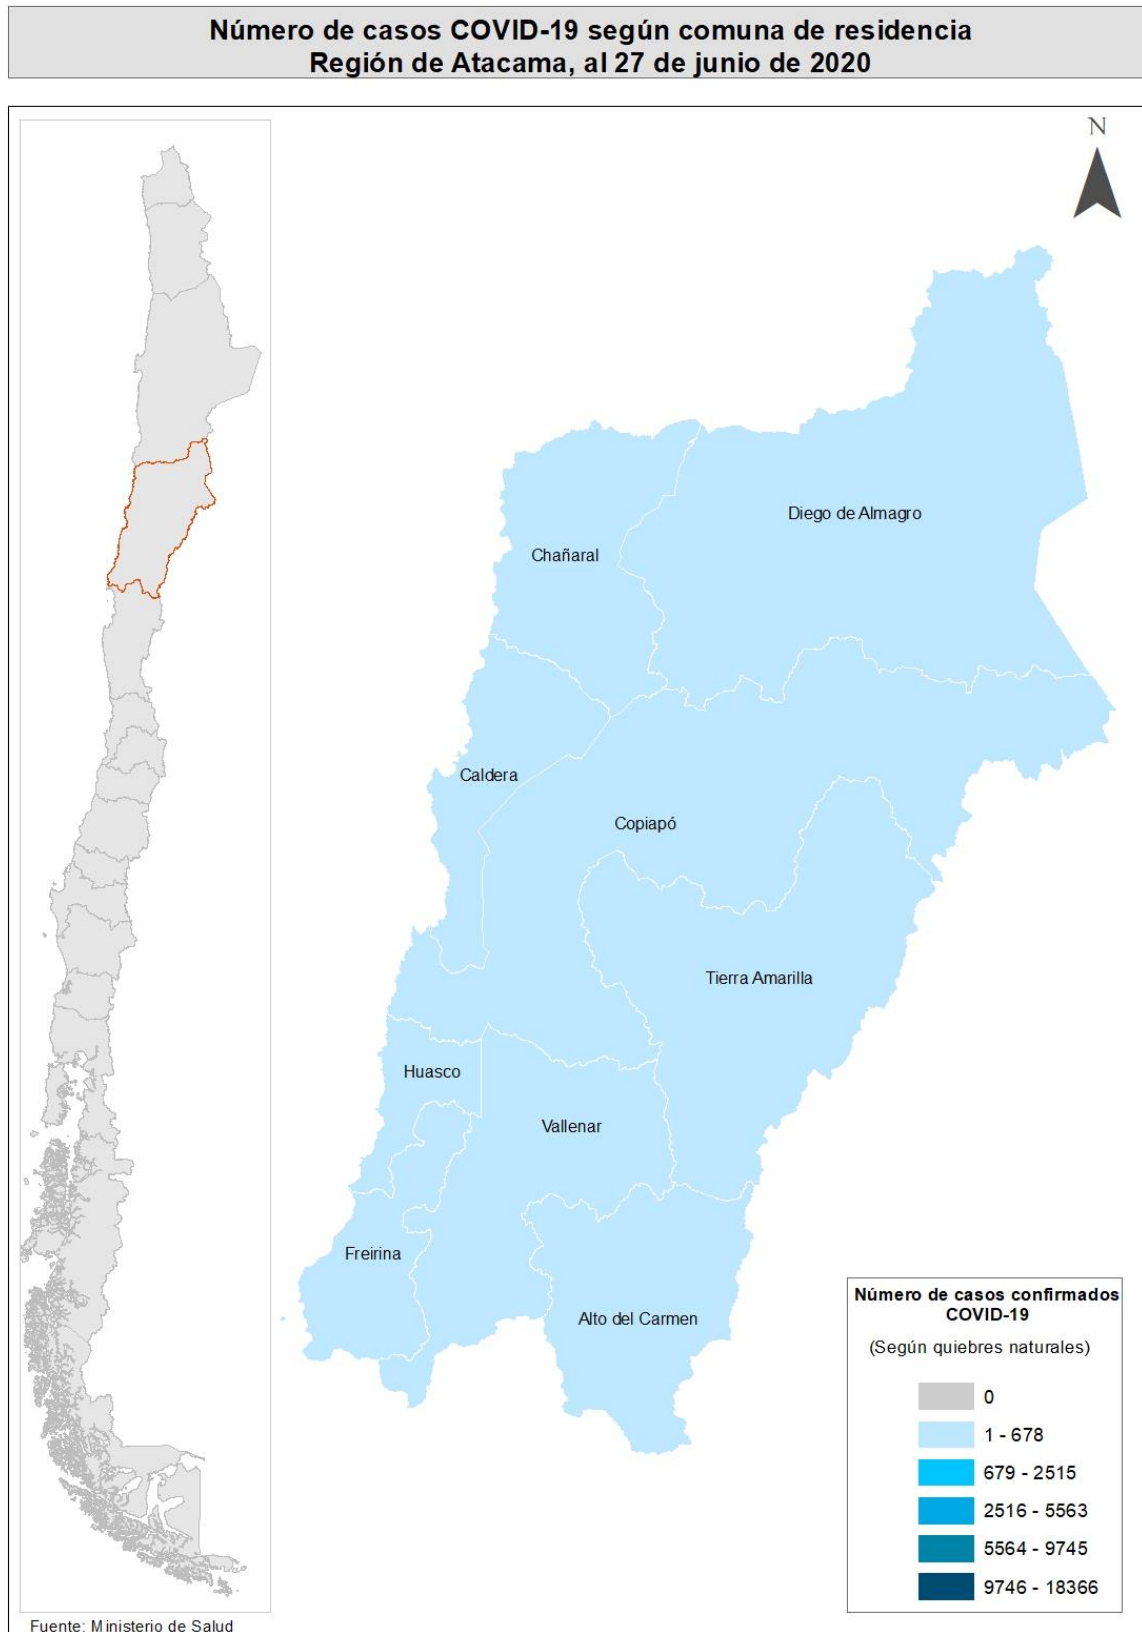 Número de casos COVID-19 según comuna de residencia
Región de Atacama, al 27 de junio de 2020
N
Diego de Almagro
Chañaral
Caldera
Copiapó
Tierra Amarilla
Huasco
Vallenar
Freirina
Alto del Carmen
Número de casos confirmados
COVID-19
(Según quiebres naturales)
0
1 - 678
679 - 2515
2516 - 5563
5564 - 9745
9746 - 18366
Fuente: Ministerio de Salud